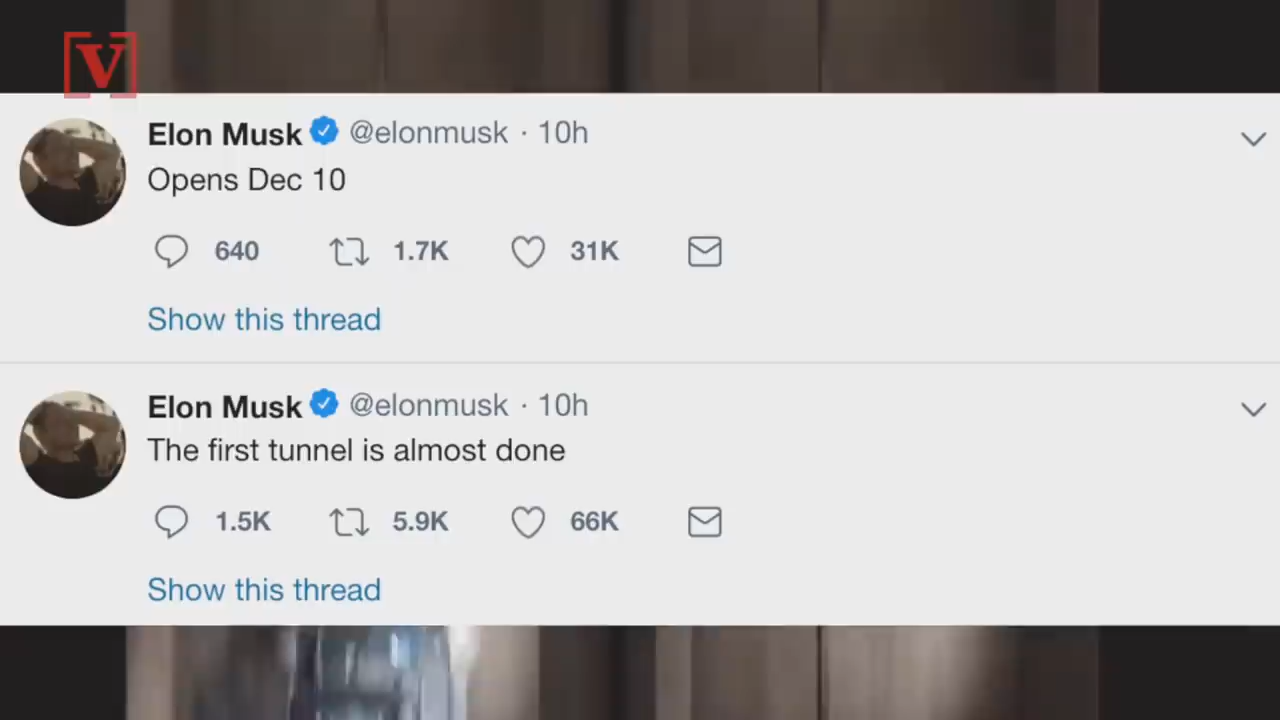 V
Elon Musk @elonmusk · 10h
Opens Dec 10
640 1.7K 31K
Show this thread
Elon Musk @elonmusk · 10h
The first tunnel is almost done
1.5K 5.9K 66K
Show this thread